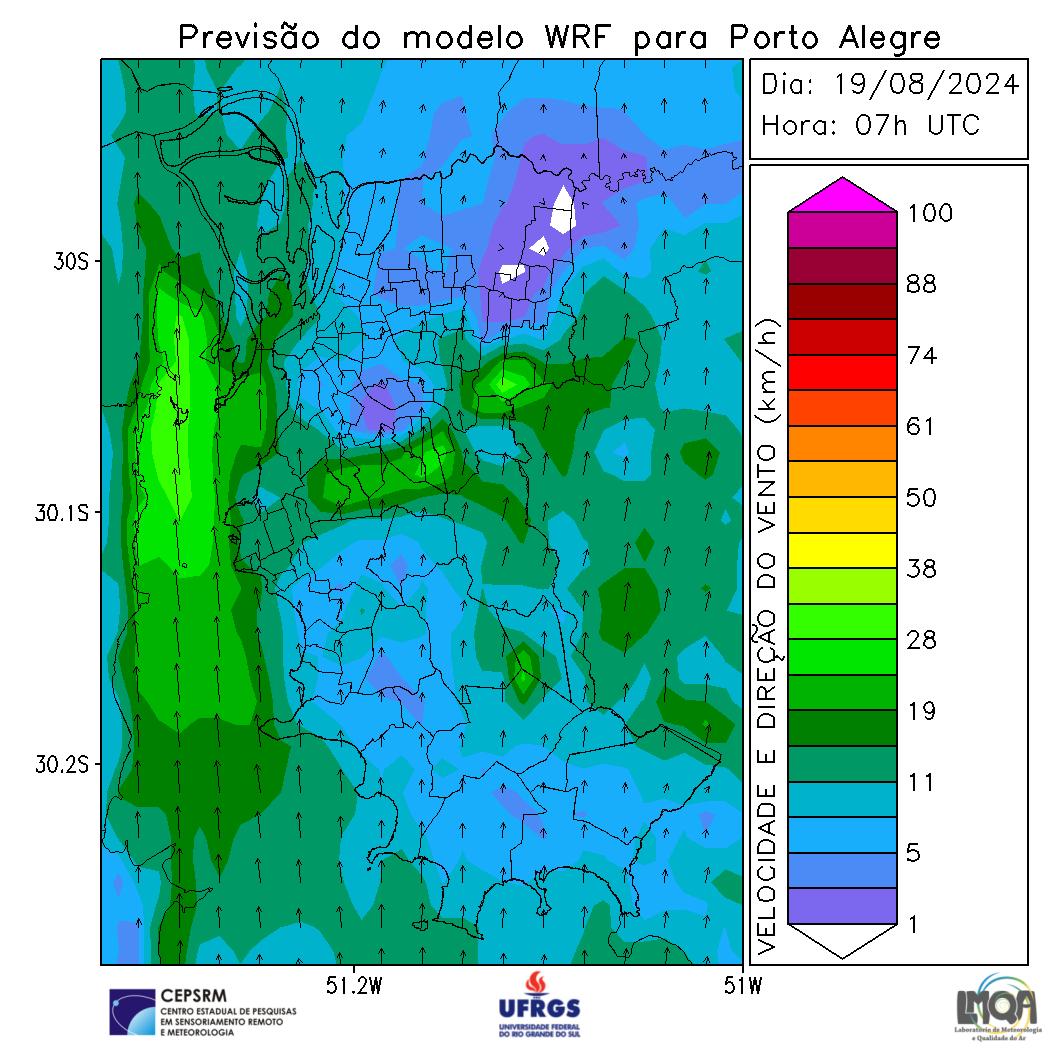 Previsão do modelo WRF para Porto Alegre
Dia: 19/08/2024
Hora: 07h UTC
30S
30.1S
30.2S
51.2W
51W
VELOCIDADE E DIREÇÃO DO VENTO (km/h)
100
88
74
61
50
38
28
19
11
5
1
CEPSRM
CENTRO ESTADUAL DE PESQUISAS
EM SENSORIAMENTO REMOTO
E METEOROLOGIA
UFRGS
UNIVERSIDADE FEDERAL
DO RIO GRANDE DO SUL
LMQA
Laboratório de Meteorologia
e Qualidade do Ar